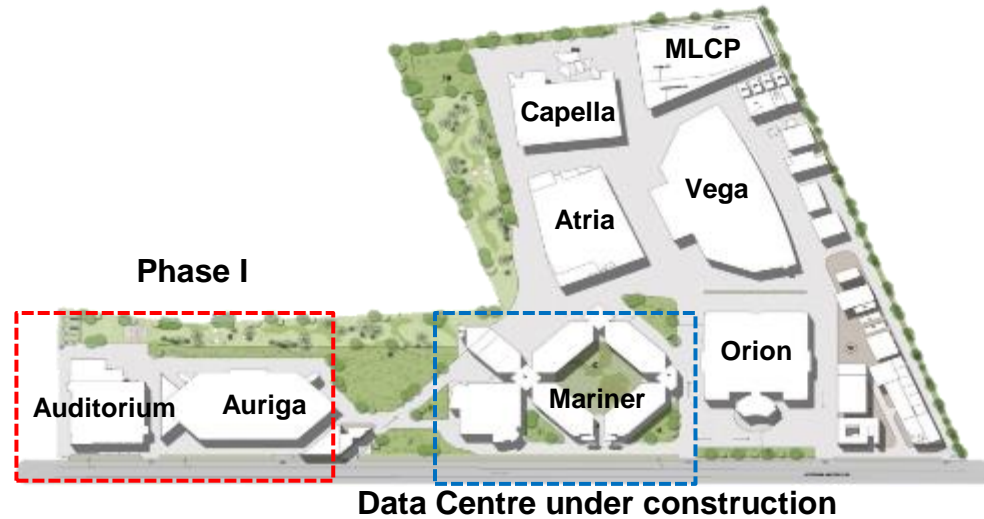 MLCP
Capella
Vega
Atria
Phase I
Orion
Auditorium
Auriga
Mariner
Data Centre under construction